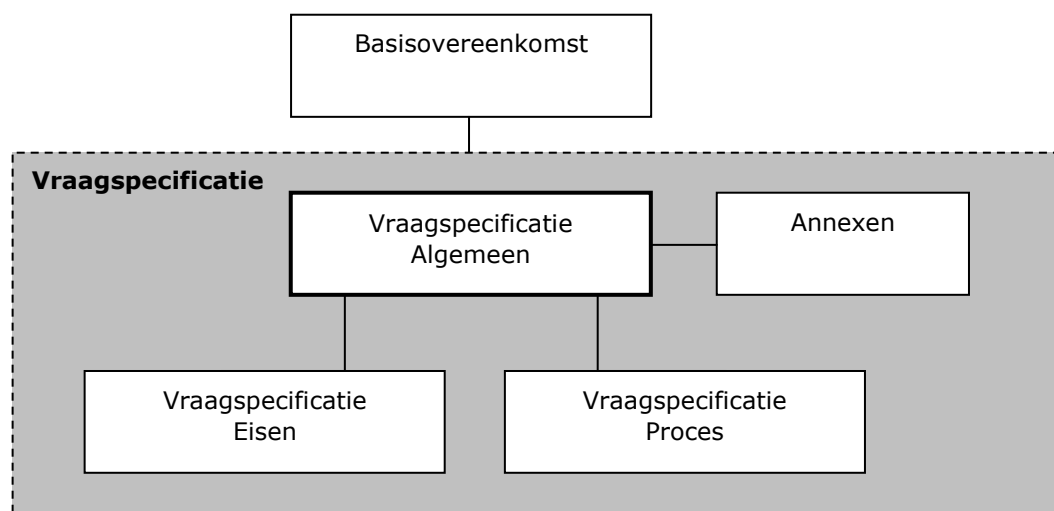 Basisovereenkomst
Vraagspecificatie
Vraagspecificatie
Algemeen
Annexen
Vraagspecificatie
Eisen
Vraagspecificatie
Proces